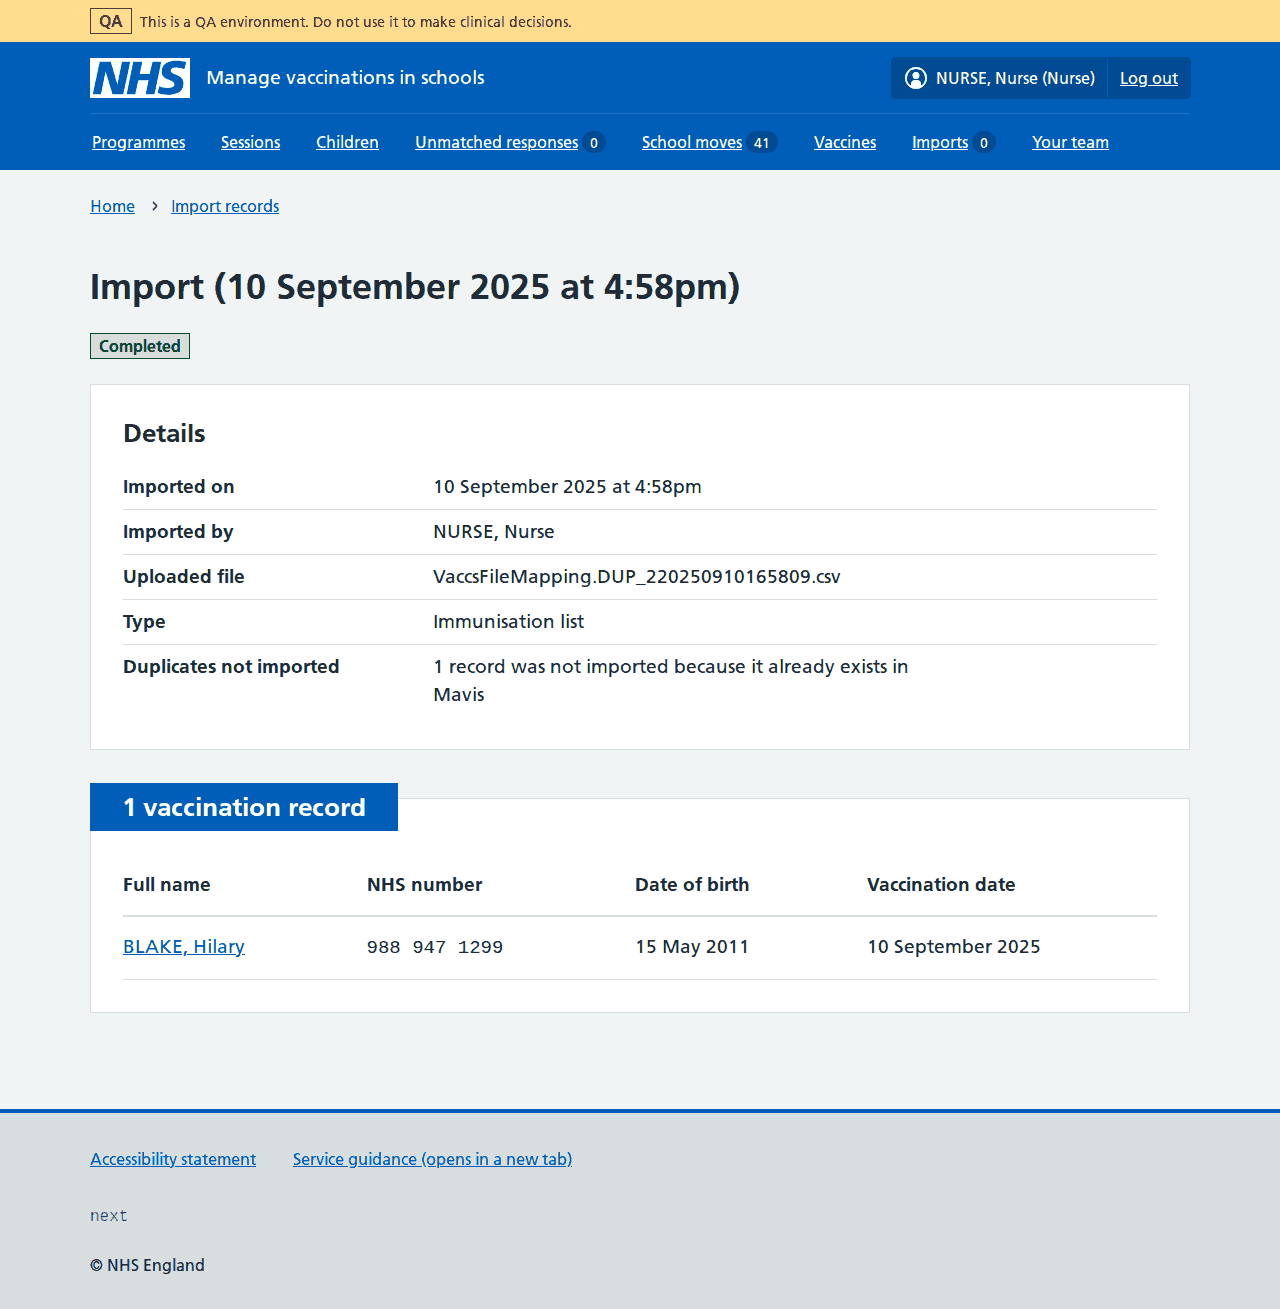 QA This is a QA environment. Do not use it to make clinical decisions.
NHS Manage vaccinations in schools NURSE, Nurse (Nurse) Log out
Programmes Sessions Children Unmatched responses 0 School moves 41 Vaccines Imports 0 Your team
Home > Import records
Import (10 September 2025 at 4:58pm)
Completed
Details
Imported on 10 September 2025 at 4:58pm
Imported by NURSE, Nurse
Uploaded file VaccsFileMapping.DUP_220250910165809.csv
Type Immunisation list
Duplicates not imported 1 record was not imported because it already exists in
Mavis
1 vaccination record
Full name NHS number Date of birth Vaccination date
BLAKE, Hilary 988 947 1299 15 May 2011 10 September 2025
Accessibility statement Service guidance (opens in a new tab)
next
© NHS England